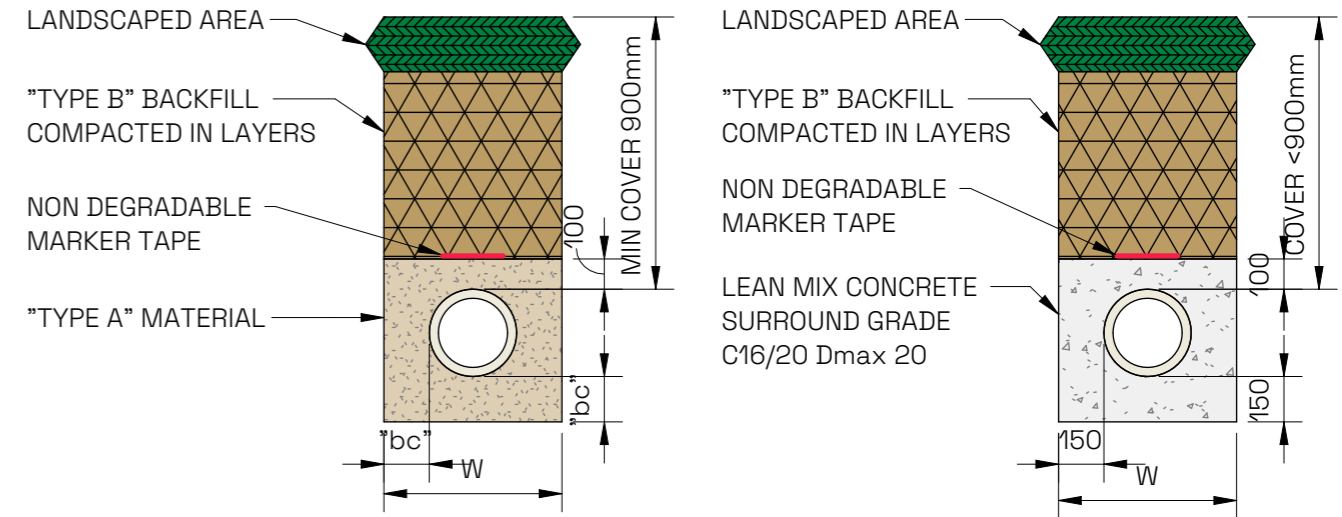 LANDSCAPED AREA
"TYPE B" BACKFILL
COMPACTED IN LAYERS
NON DEGRADABLE
MARKER TAPE
"TYPE A" MATERIAL
MIN COVER 900mm
100
"bc"
"bc"
W
LANDSCAPED AREA
"TYPE B" BACKFILL
COMPACTED IN LAYERS
NON DEGRADABLE
MARKER TAPE
LEAN MIX CONCRETE
SURROUND GRADE
C16/20 Dmax 20
COVER <900mm
100
150
150
W